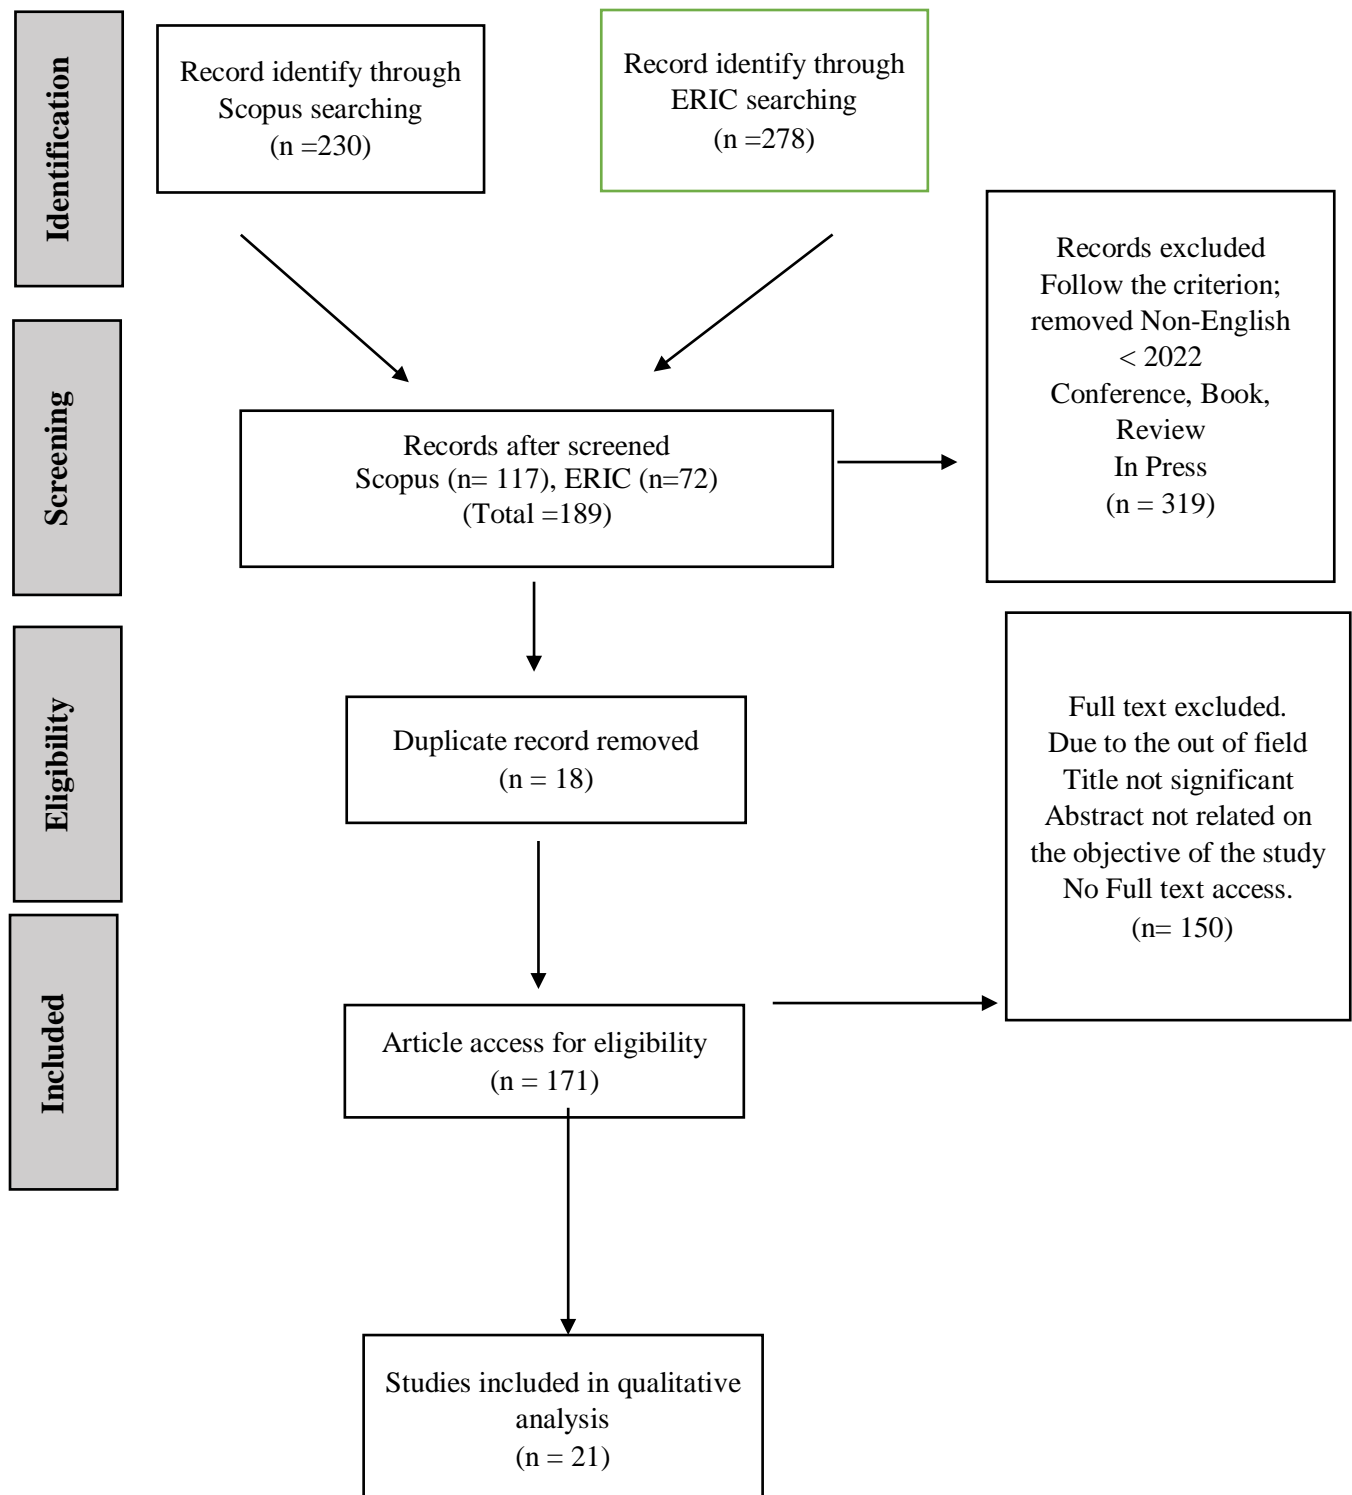 Identification
Record identify through
Scopus searching
(n =230)
Record identify through
ERIC searching
(n =278)
Records excluded
Follow the criterion;
removed Non-English
< 2022
Conference, Book,
Review
In Press
(n = 319)
Screening
Records after screened
Scopus (n= 117), ERIC (n=72)
(Total =189)
Eligibility
Duplicate record removed
(n = 18)
Full text excluded.
Due to the out of field
Title not significant
Abstract not related on
the objective of the study
No Full text access.
(n= 150)
Included
Article access for eligibility
(n = 171)
Studies included in qualitative
analysis
(n = 21)